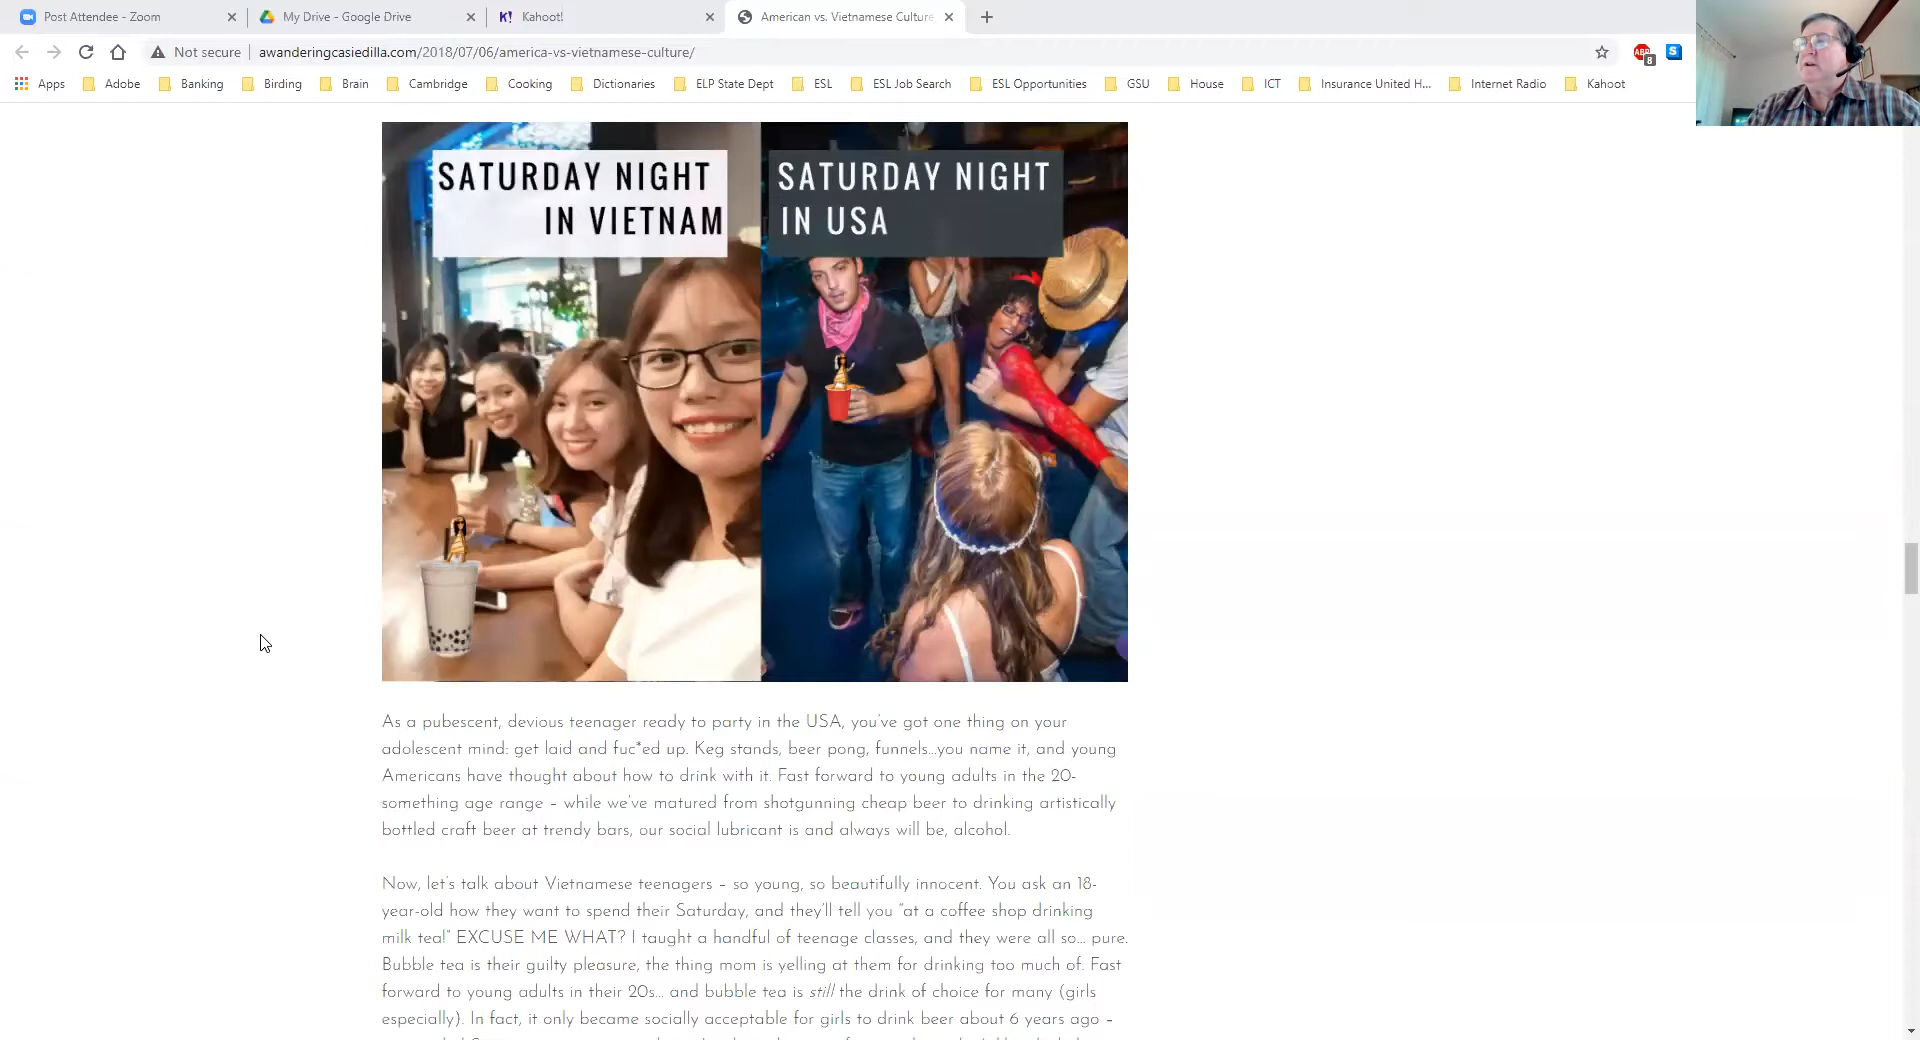 Post Attendee - Zoom
My Drive - Google Drive
K!
Kahoot!
American vs. Vietnamese Culture
Not secure
awanderingcasiedilla.com/2018/07/06/america-vs-vietnamese-culture/
ABP
8
S
Apps
Adobe
Banking
Birding
Brain
Cambridge
Cooking
Dictionaries
ELP State Dept
ESL
ESL Job Search
ESL Opportunities
GSU
House
ICT
Insurance United H...
Internet Radio
Kahoot
SATURDAY NIGHT
IN VIETNAM
SATURDAY NIGHT
IN USA
As a pubescent, devious teenager ready to party in the USA, you've got one thing on your
adolescent mind: get laid and fuc*ed up. Keg stands, beer pong, funnels...you name it, and young
Americans have thought about how to drink with it. Fast forward to young adults in the 20-
something age range – while we've matured from shotgunning cheap beer to drinking artistically
bottled craft beer at trendy bars, our social lubricant is and always will be, alcohol.
Now, let's talk about Vietnamese teenagers – so young, so beautifully innocent. You ask an 18-
year-old how they want to spend their Saturday, and they'll tell you "at a coffee shop drinking
milk tea!" EXCUSE ME WHAT? I taught a handful of teenage classes, and they were all so... pure.
Bubble tea is their guilty pleasure, the thing mom is yelling at them for drinking too much of. Fast
forward to young adults in their 20s... and bubble tea is still the drink of choice for many (girls
especially). In fact, it only became socially acceptable for girls to drink beer about 6 years ago –